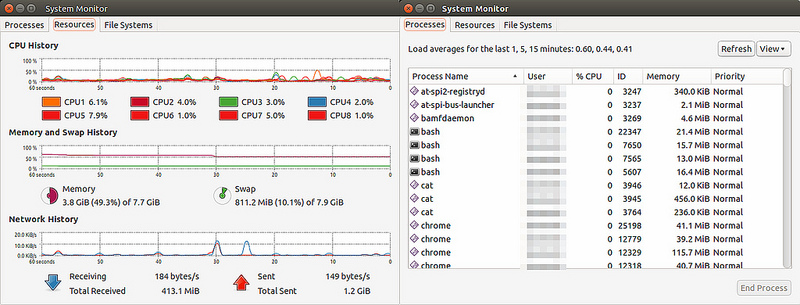 System Monitor
Processes Resources File Systems
CPU History
100 %
50 %
0 %
60 seconds 50 40 30 20 10 0
CPU1 6.1% CPU2 4.0% CPU3 3.0% CPU4 2.0%
CPU5 7.9% CPU6 1.0% CPU7 5.0% CPU8 1.0%
Memory and Swap History
100 %
50 %
0 %
60 seconds 50 40 30 20 10 0
Memory Swap
3.8 GiB (49.3%) of 7.7 GiB 811.2 MiB (10.1%) of 7.9 GiB
Network History
20.0 KiB/s
10.0 KiB/s
0.0 KiB/s
60 seconds 50 40 30 20 10 0
Receiving 184 bytes/s Sent 149 bytes/s
Total Received 413.1 MiB Total Sent 1.2 GiB
System Monitor
Processes Resources File Systems
Load averages for the last 1, 5, 15 minutes: 0.60, 0.44, 0.41 Refresh View
Process Name User % CPU ID Memory Priority
at-spi2-registryd 0 3247 340.0 KiB Normal
at-spi-bus-launcher 0 3237 2.1 MiB Normal
bamfdaemon 0 3269 4.6 MiB Normal
bash 0 22347 21.4 MiB Normal
bash 0 7650 15.7 MiB Normal
bash 0 7565 13.0 MiB Normal
bash 0 5607 16.4 MiB Normal
cat 0 3946 12.0 KiB Normal
cat 0 3945 456.0 KiB Normal
cat 0 3764 236.0 KiB Normal
chrome 0 25198 41.1 MiB Normal
chrome 0 12779 39.2 MiB Normal
chrome 0 12329 115.7 MiB Normal
chrome 0 12318 40.7 MiB Normal
End Process